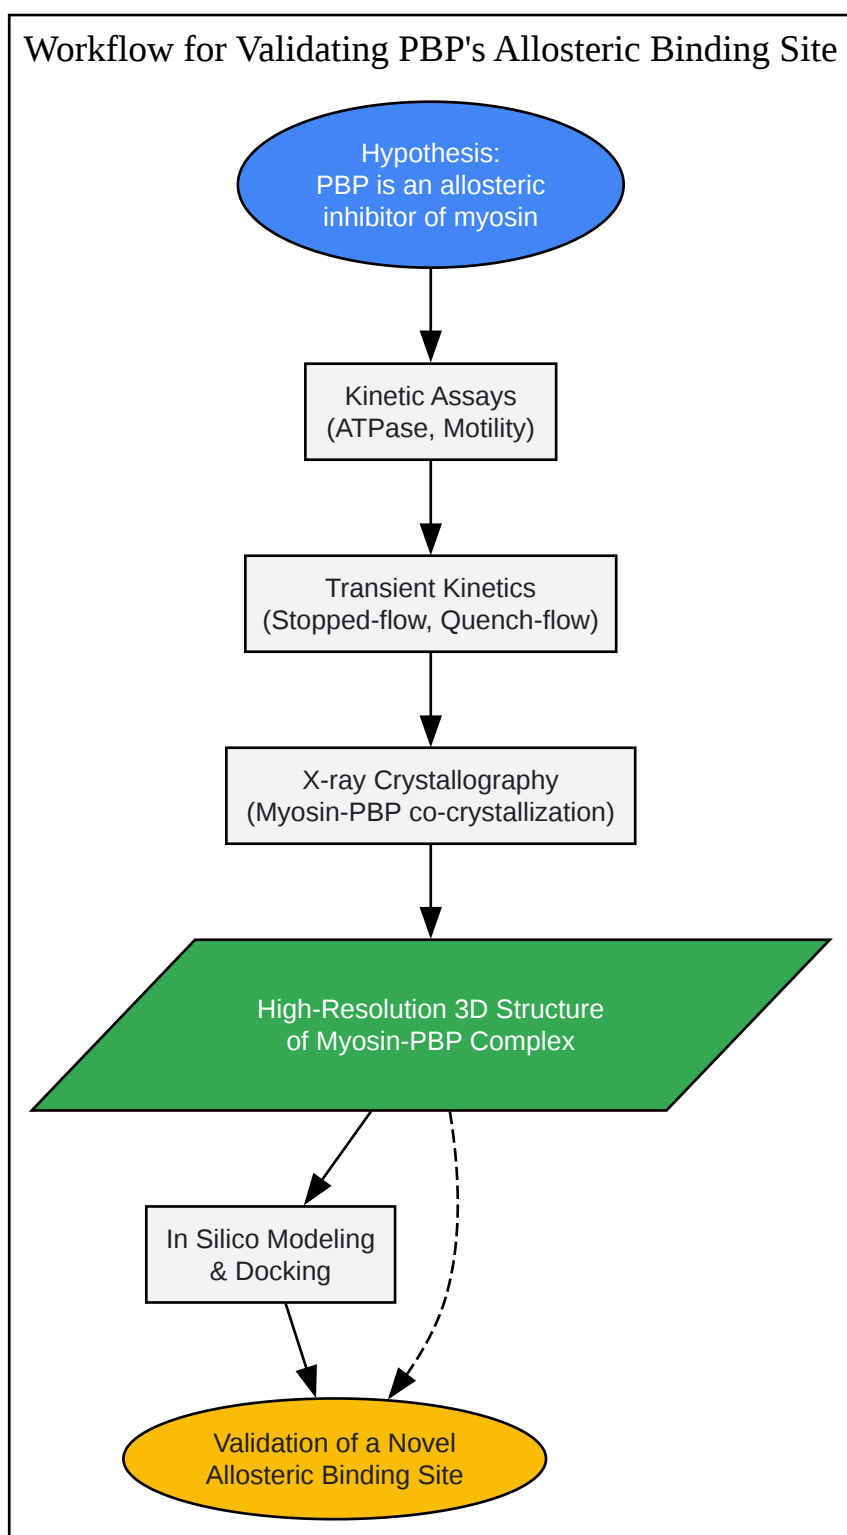 Workflow for Validating PBP's Allosteric Binding Site
Hypothesis:
PBP is an allosteric
inhibitor of myosin
Kinetic Assays
(ATPase, Motility)
Transient Kinetics
(Stopped-flow, Quench-flow)
X-ray Crystallography
(Myosin-PBP co-crystallization)
High-Resolution 3D Structure
of Myosin-PBP Complex
In Silico Modeling
& Docking
Validation of a Novel
Allosteric Binding Site